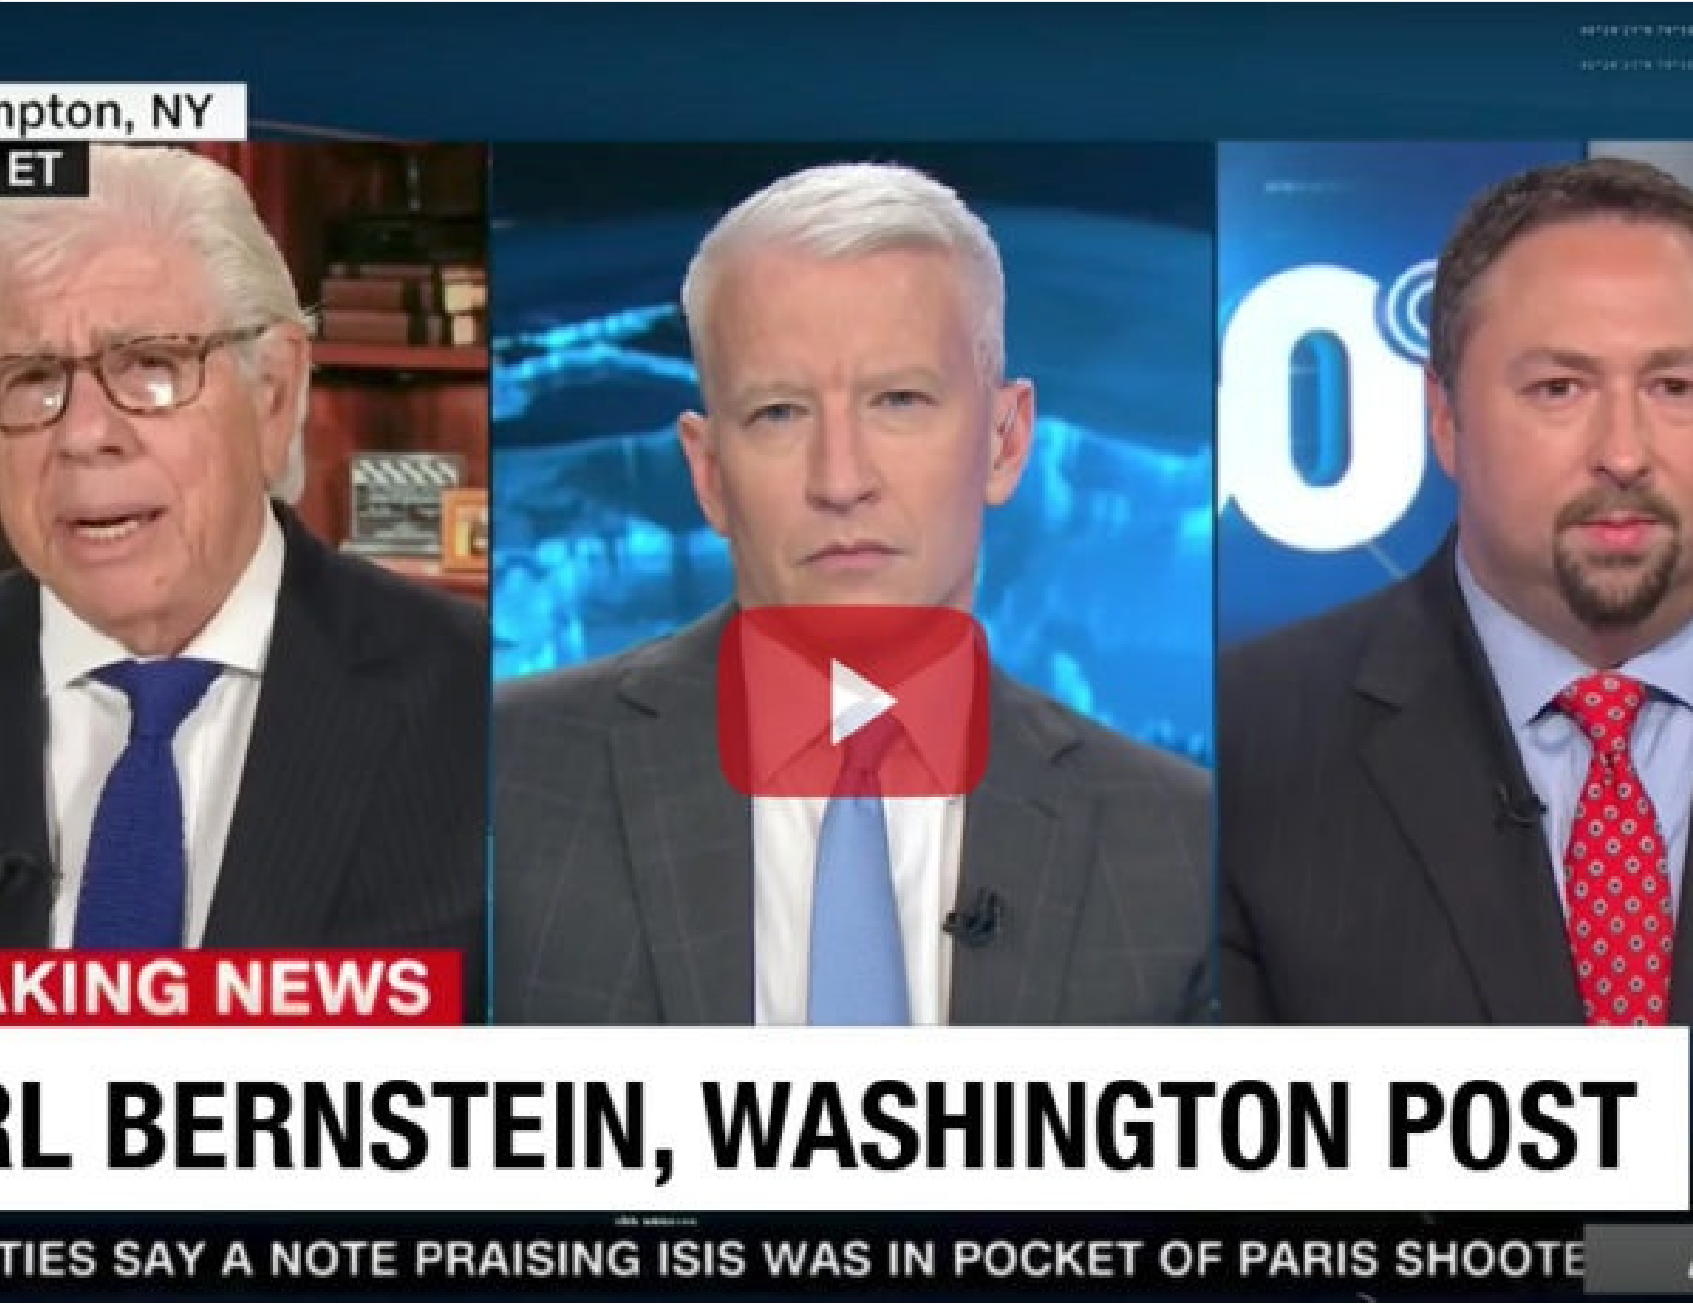 mpton, NY
ET
0°
AKING NEWS
RL BERNSTEIN, WASHINGTON POST
TIES SAY A NOTE PRAISING ISIS WAS IN POCKET OF PARIS SHOOTE